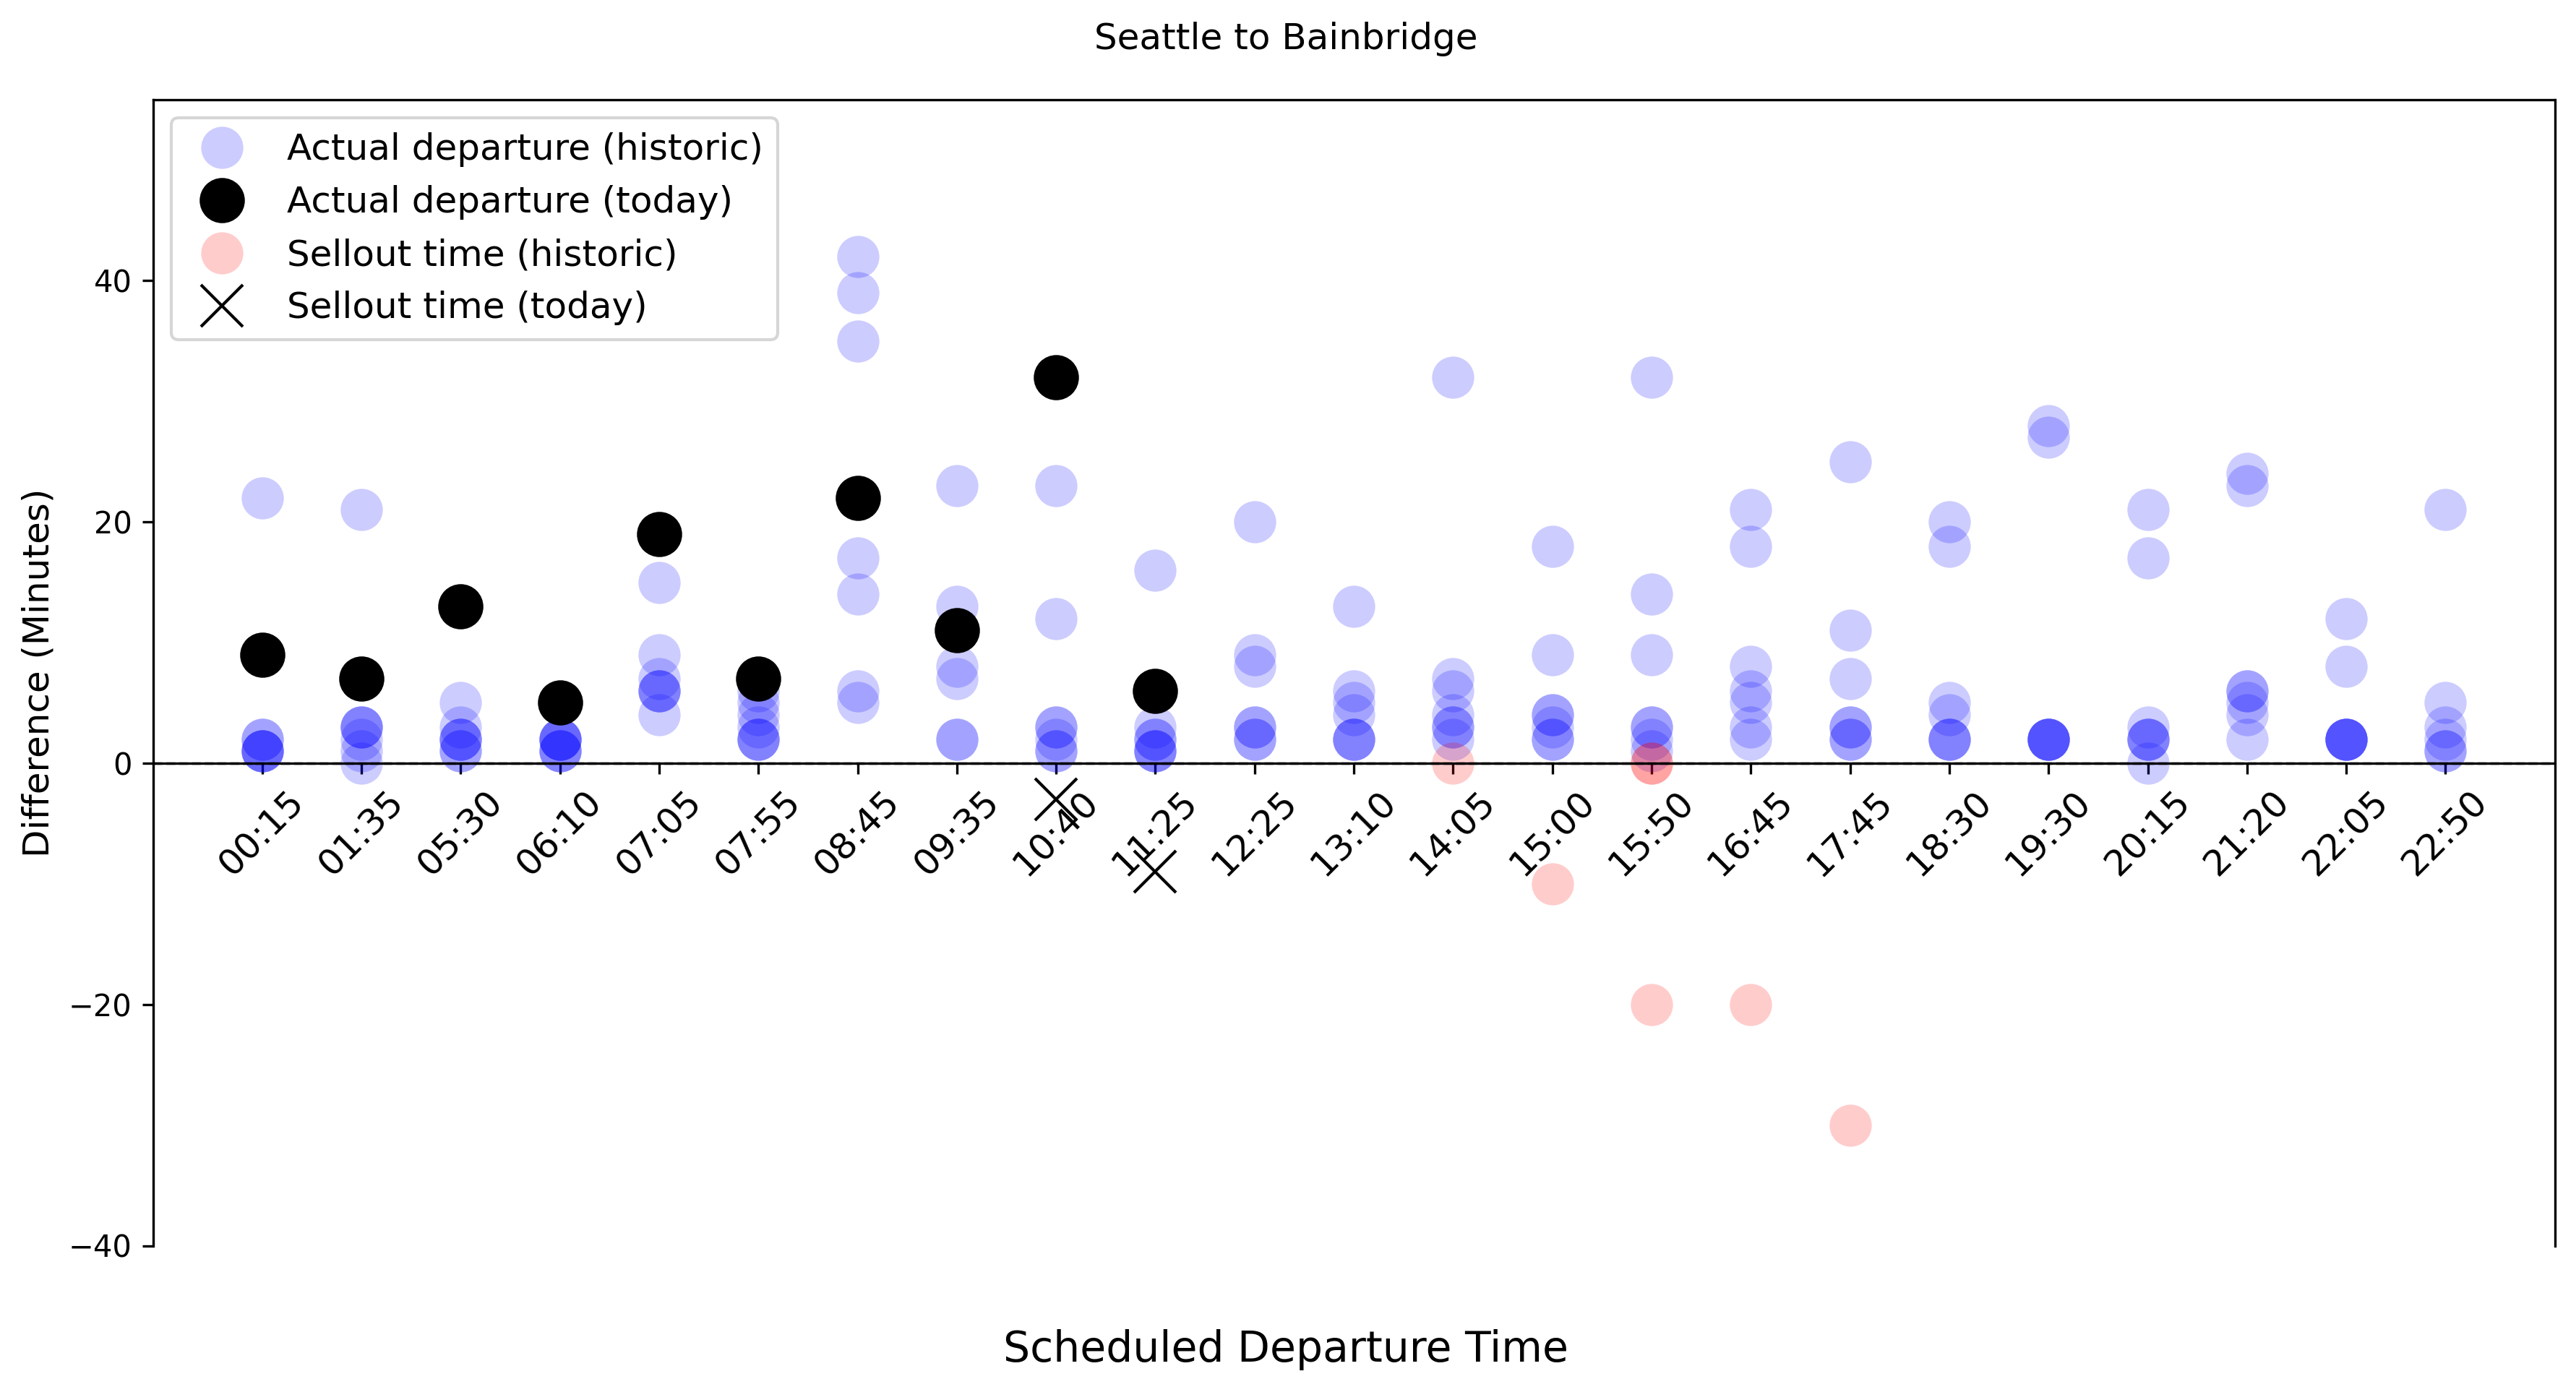 Seattle to Bainbridge
Actual departure (historic)
Actual departure (today)
Sellout time (historic)
Sellout time (today)
Difference (Minutes)
40
20
0
−20
−40
00:15 01:35 05:30 06:10 07:05 07:55 08:45 09:35 10:40 11:25 12:25 13:10 14:05 15:00 15:50 16:45 17:45 18:30 19:30 20:15 21:20 22:05 22:50
Scheduled Departure Time